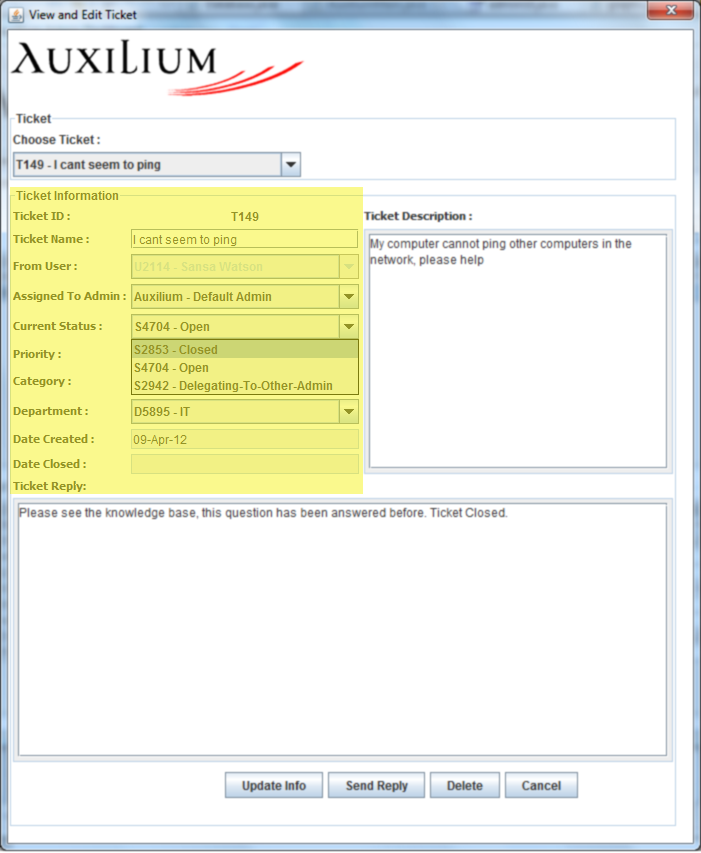 View and Edit Ticket
AUXILIUM
Ticket
Choose Ticket :
T149 - I cant seem to ping
Ticket Information
Ticket ID : T149
Ticket Name : I cant seem to ping
From User : U2114 - Sansa Watson
Assigned To Admin : Auxilium - Default Admin
Current Status : S4704 - Open
S2853 - Closed
Priority :
S4704 - Open
Category :
S2942 - Delegating-To-Other-Admin
Department : D5895 - IT
Date Created : 09-Apr-12
Date Closed :
Ticket Description :
My computer cannot ping other computers in the
network, please help
Ticket Reply:
Please see the knowledge base, this question has been answered before. Ticket Closed.
Update Info Send Reply Delete Cancel